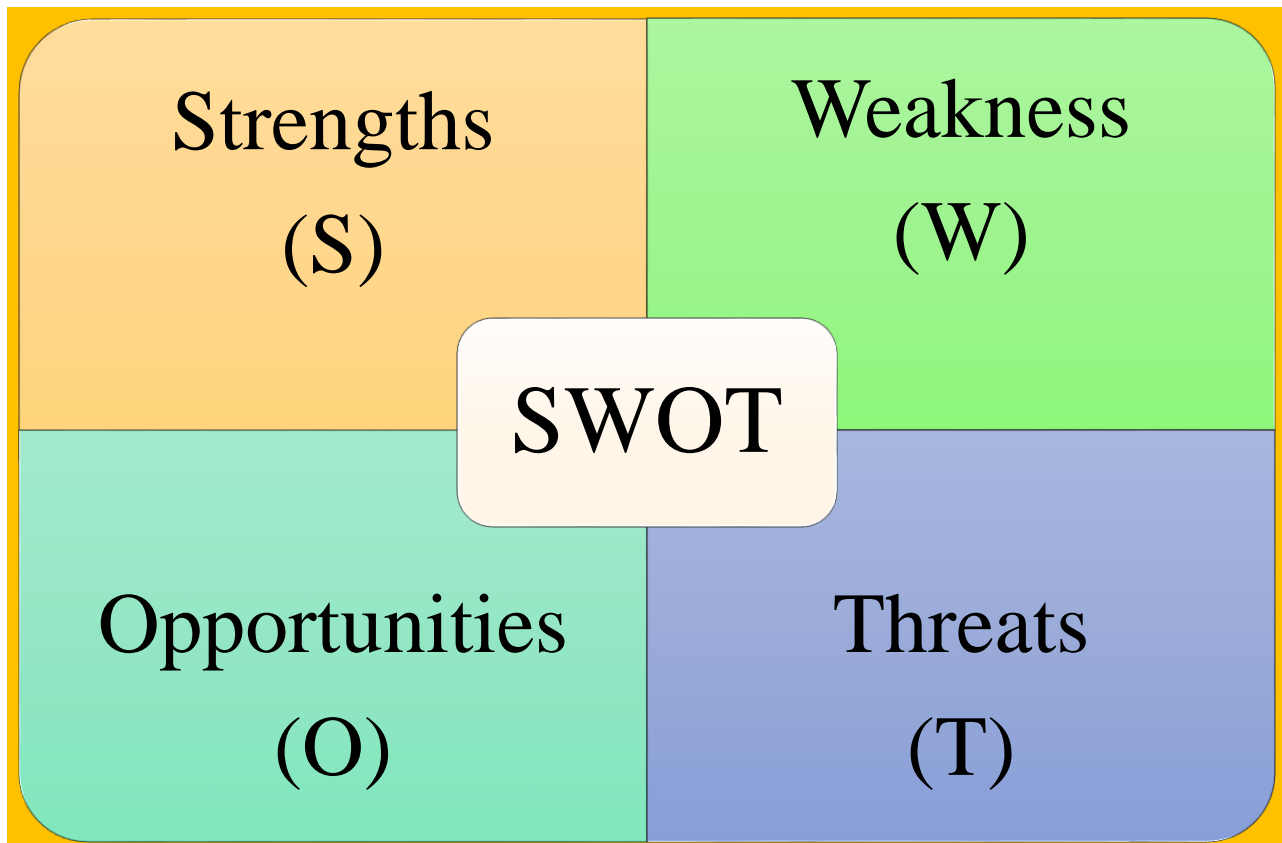 Strengths
(S)
Weakness
(W)
SWOT
Opportunities
(O)
Threats
(T)